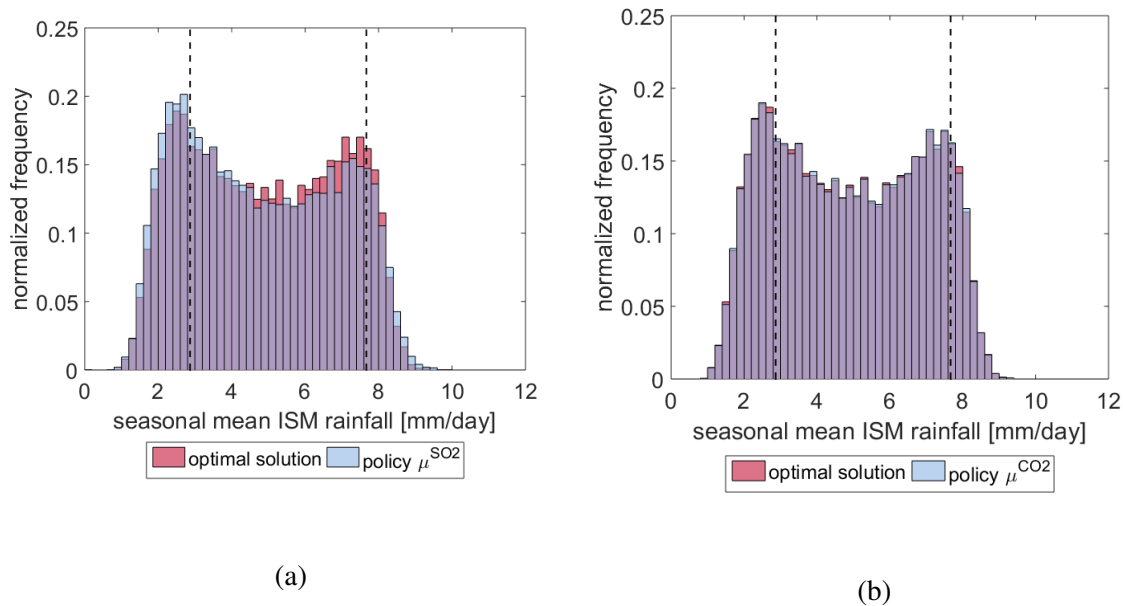 0.25
0.2
0.15
0.1
0.05
0
normalized frequency
0 2 4 6 8 10 12
seasonal mean ISM rainfall [mm/day]
optimal solution policy μ^SO2
(a)
0.25
0.2
0.15
0.1
0.05
0
normalized frequency
0 2 4 6 8 10 12
seasonal mean ISM rainfall [mm/day]
optimal solution policy μ^CO2
(b)